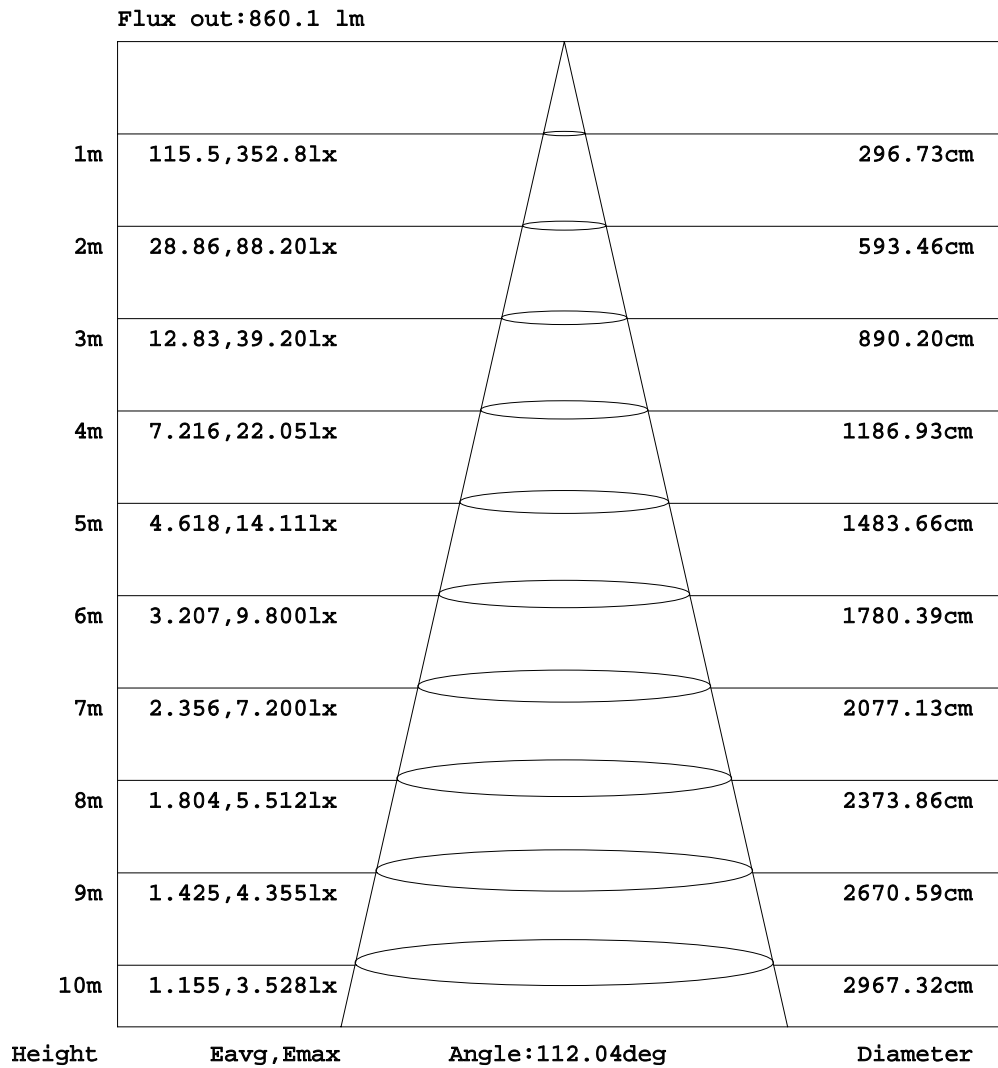 Flux out:860.1 lm
1m 115.5,352.8lx 296.73cm
2m 28.86,88.20lx 593.46cm
3m 12.83,39.20lx 890.20cm
4m 7.216,22.05lx 1186.93cm
5m 4.618,14.11lx 1483.66cm
6m 3.207,9.800lx 1780.39cm
7m 2.356,7.200lx 2077.13cm
8m 1.804,5.512lx 2373.86cm
9m 1.425,4.355lx 2670.59cm
10m 1.155,3.528lx 2967.32cm
Height Eavg,Emax Angle:112.04deg Diameter